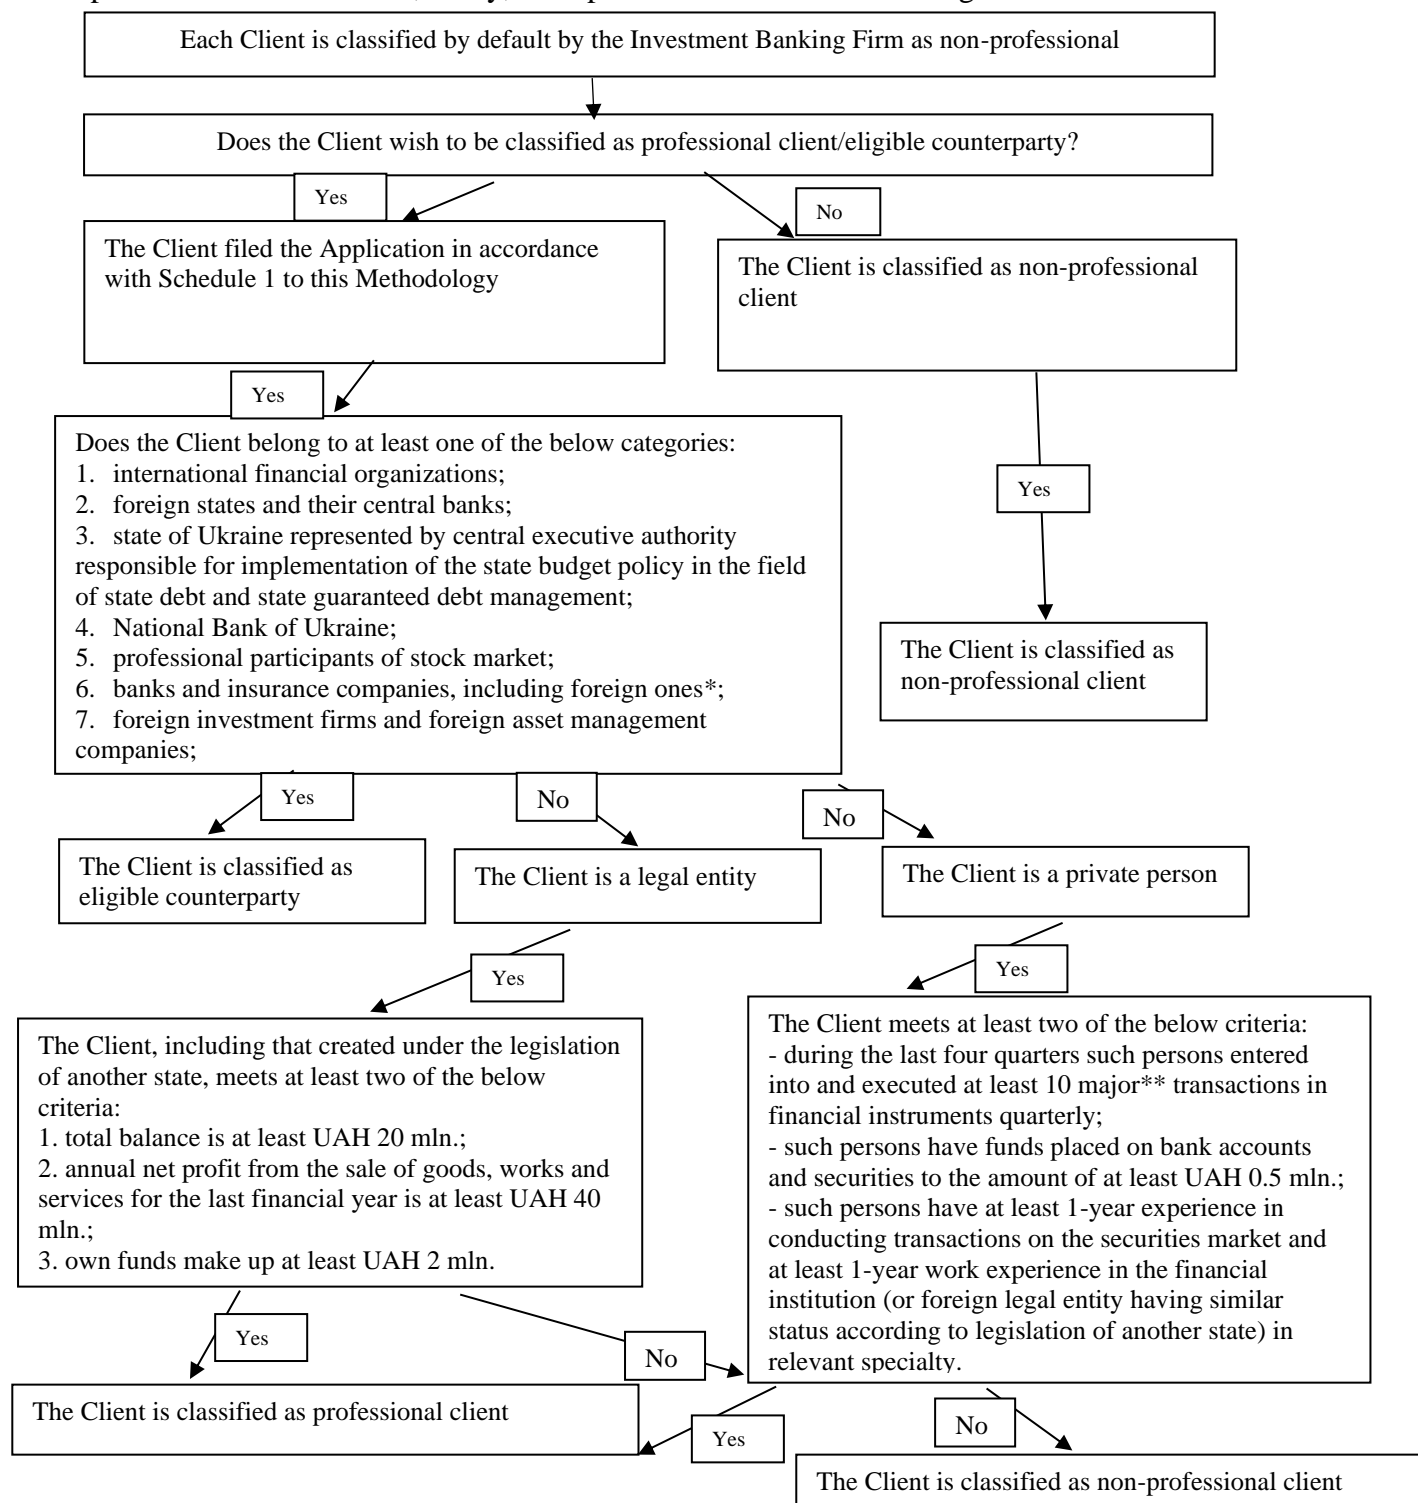 Each Client is classified by default by the Investment Banking Firm as non-professional
Does the Client wish to be classified as professional client/eligible counterparty?
Yes
No
The Client filed the Application in accordance
with Schedule 1 to this Methodology
The Client is classified as non-professional
client
Yes
Does the Client belong to at least one of the below categories:
1. international financial organizations;
2. foreign states and their central banks;
3. state of Ukraine represented by central executive authority
responsible for implementation of the state budget policy in the field
of state debt and state guaranteed debt management;
4. National Bank of Ukraine;
5. professional participants of stock market;
6. banks and insurance companies, including foreign ones*;
7. foreign investment firms and foreign asset management
companies;
Yes
The Client is classified as
non-professional client
Yes
No
No
The Client is classified as
eligible counterparty
The Client is a legal entity
The Client is a private person
Yes
Yes
The Client, including that created under the legislation
of another state, meets at least two of the below
criteria:
1. total balance is at least UAH 20 mln.;
2. annual net profit from the sale of goods, works and
services for the last financial year is at least UAH 40
mln.;
3. own funds make up at least UAH 2 mln.
The Client meets at least two of the below criteria:
- during the last four quarters such persons entered
into and executed at least 10 major** transactions in
financial instruments quarterly;
- such persons have funds placed on bank accounts
and securities to the amount of at least UAH 0.5 mln.;
- such persons have at least 1-year experience in
conducting transactions on the securities market and
at least 1-year work experience in the financial
institution (or foreign legal entity having similar
status according to legislation of another state) in
relevant specialty.
Yes
No
The Client is classified as professional client
Yes
No
The Client is classified as non-professional client